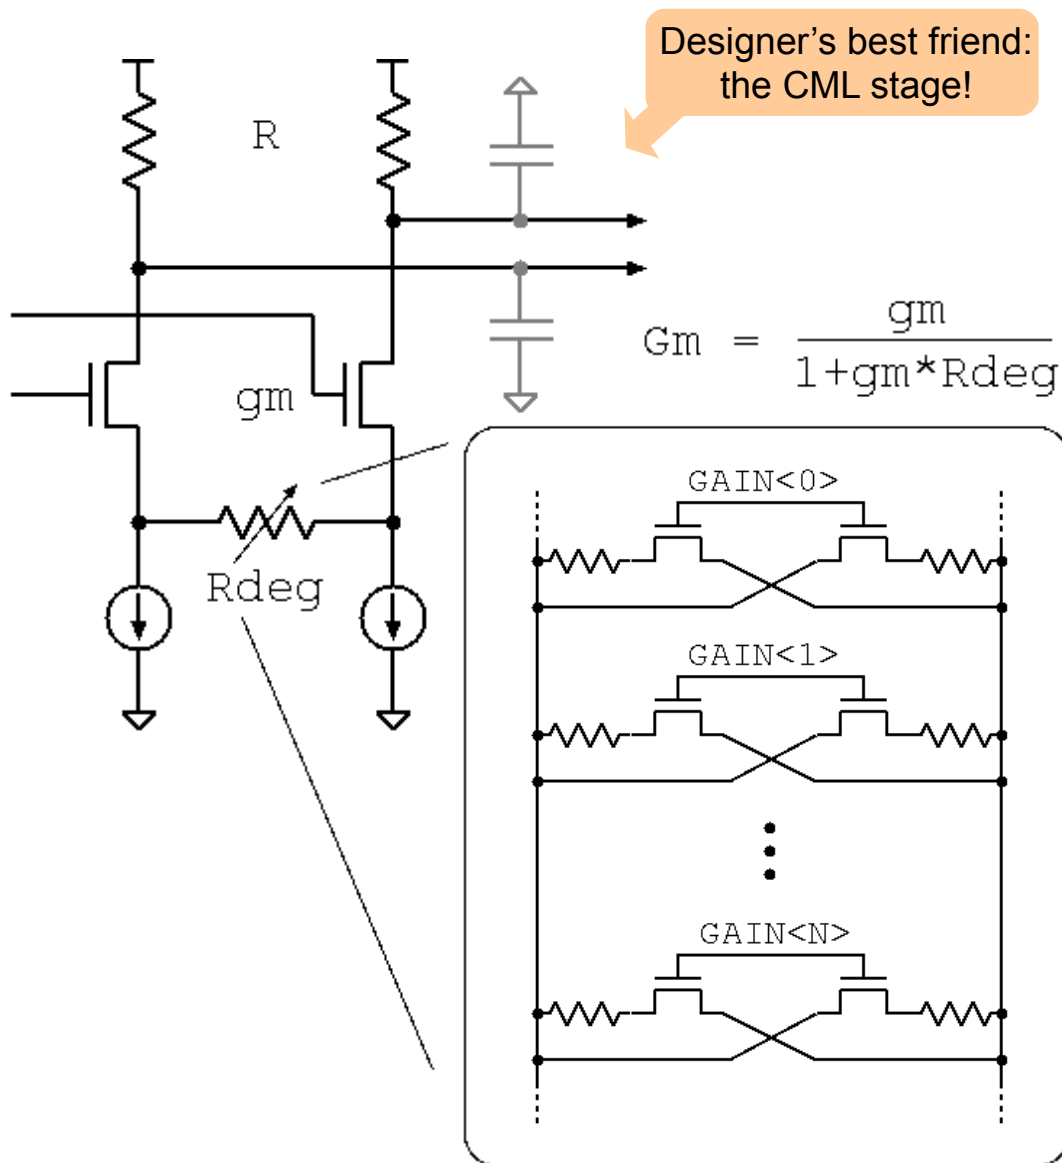 Designer’s best friend:
the CML stage!
R
gm
Gm = gm
1+gm*Rdeg
Rdeg
GAIN<0>
GAIN<1>
GAIN<N>